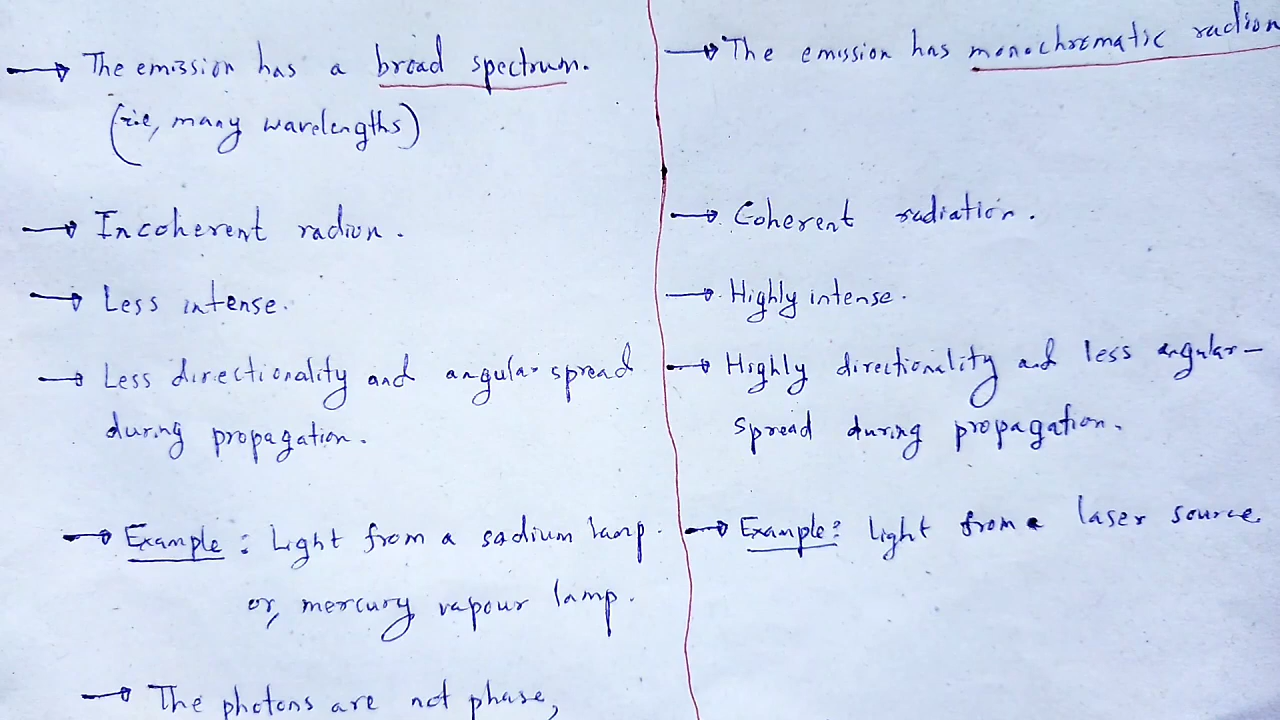 → The emission has a broad spectrum.
(i.e, many wavelengths)
→ Incoherent radion.
→ Less intense.
→ Less directionality and angular spread
during propagation.
→ Example : Light from a sodium lamp.
or, mercury vapour lamp.
→ The photons are not phase,
→ The emission has monochromatic radion
→ Coherent radiation.
→ Highly intense.
→ Highly directionality and less angular-
spread during propagation.
→ Example : Light from a laser source.